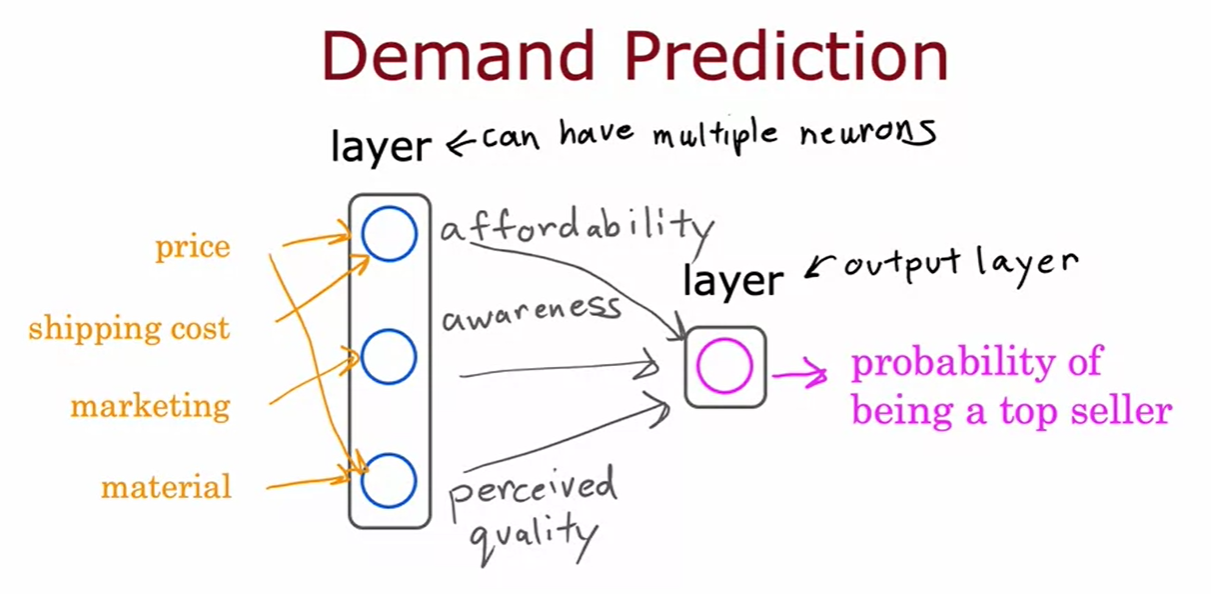 Demand Prediction
layer ← can have multiple neurons
price
shipping cost
marketing
material
affordability
awareness
perceived
quality
layer ← output layer
probability of
being a top seller